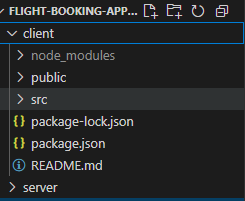 FLIGHT-BOOKING-APP...
client
node_modules
public
src
package-lock.json
package.json
README.md
server